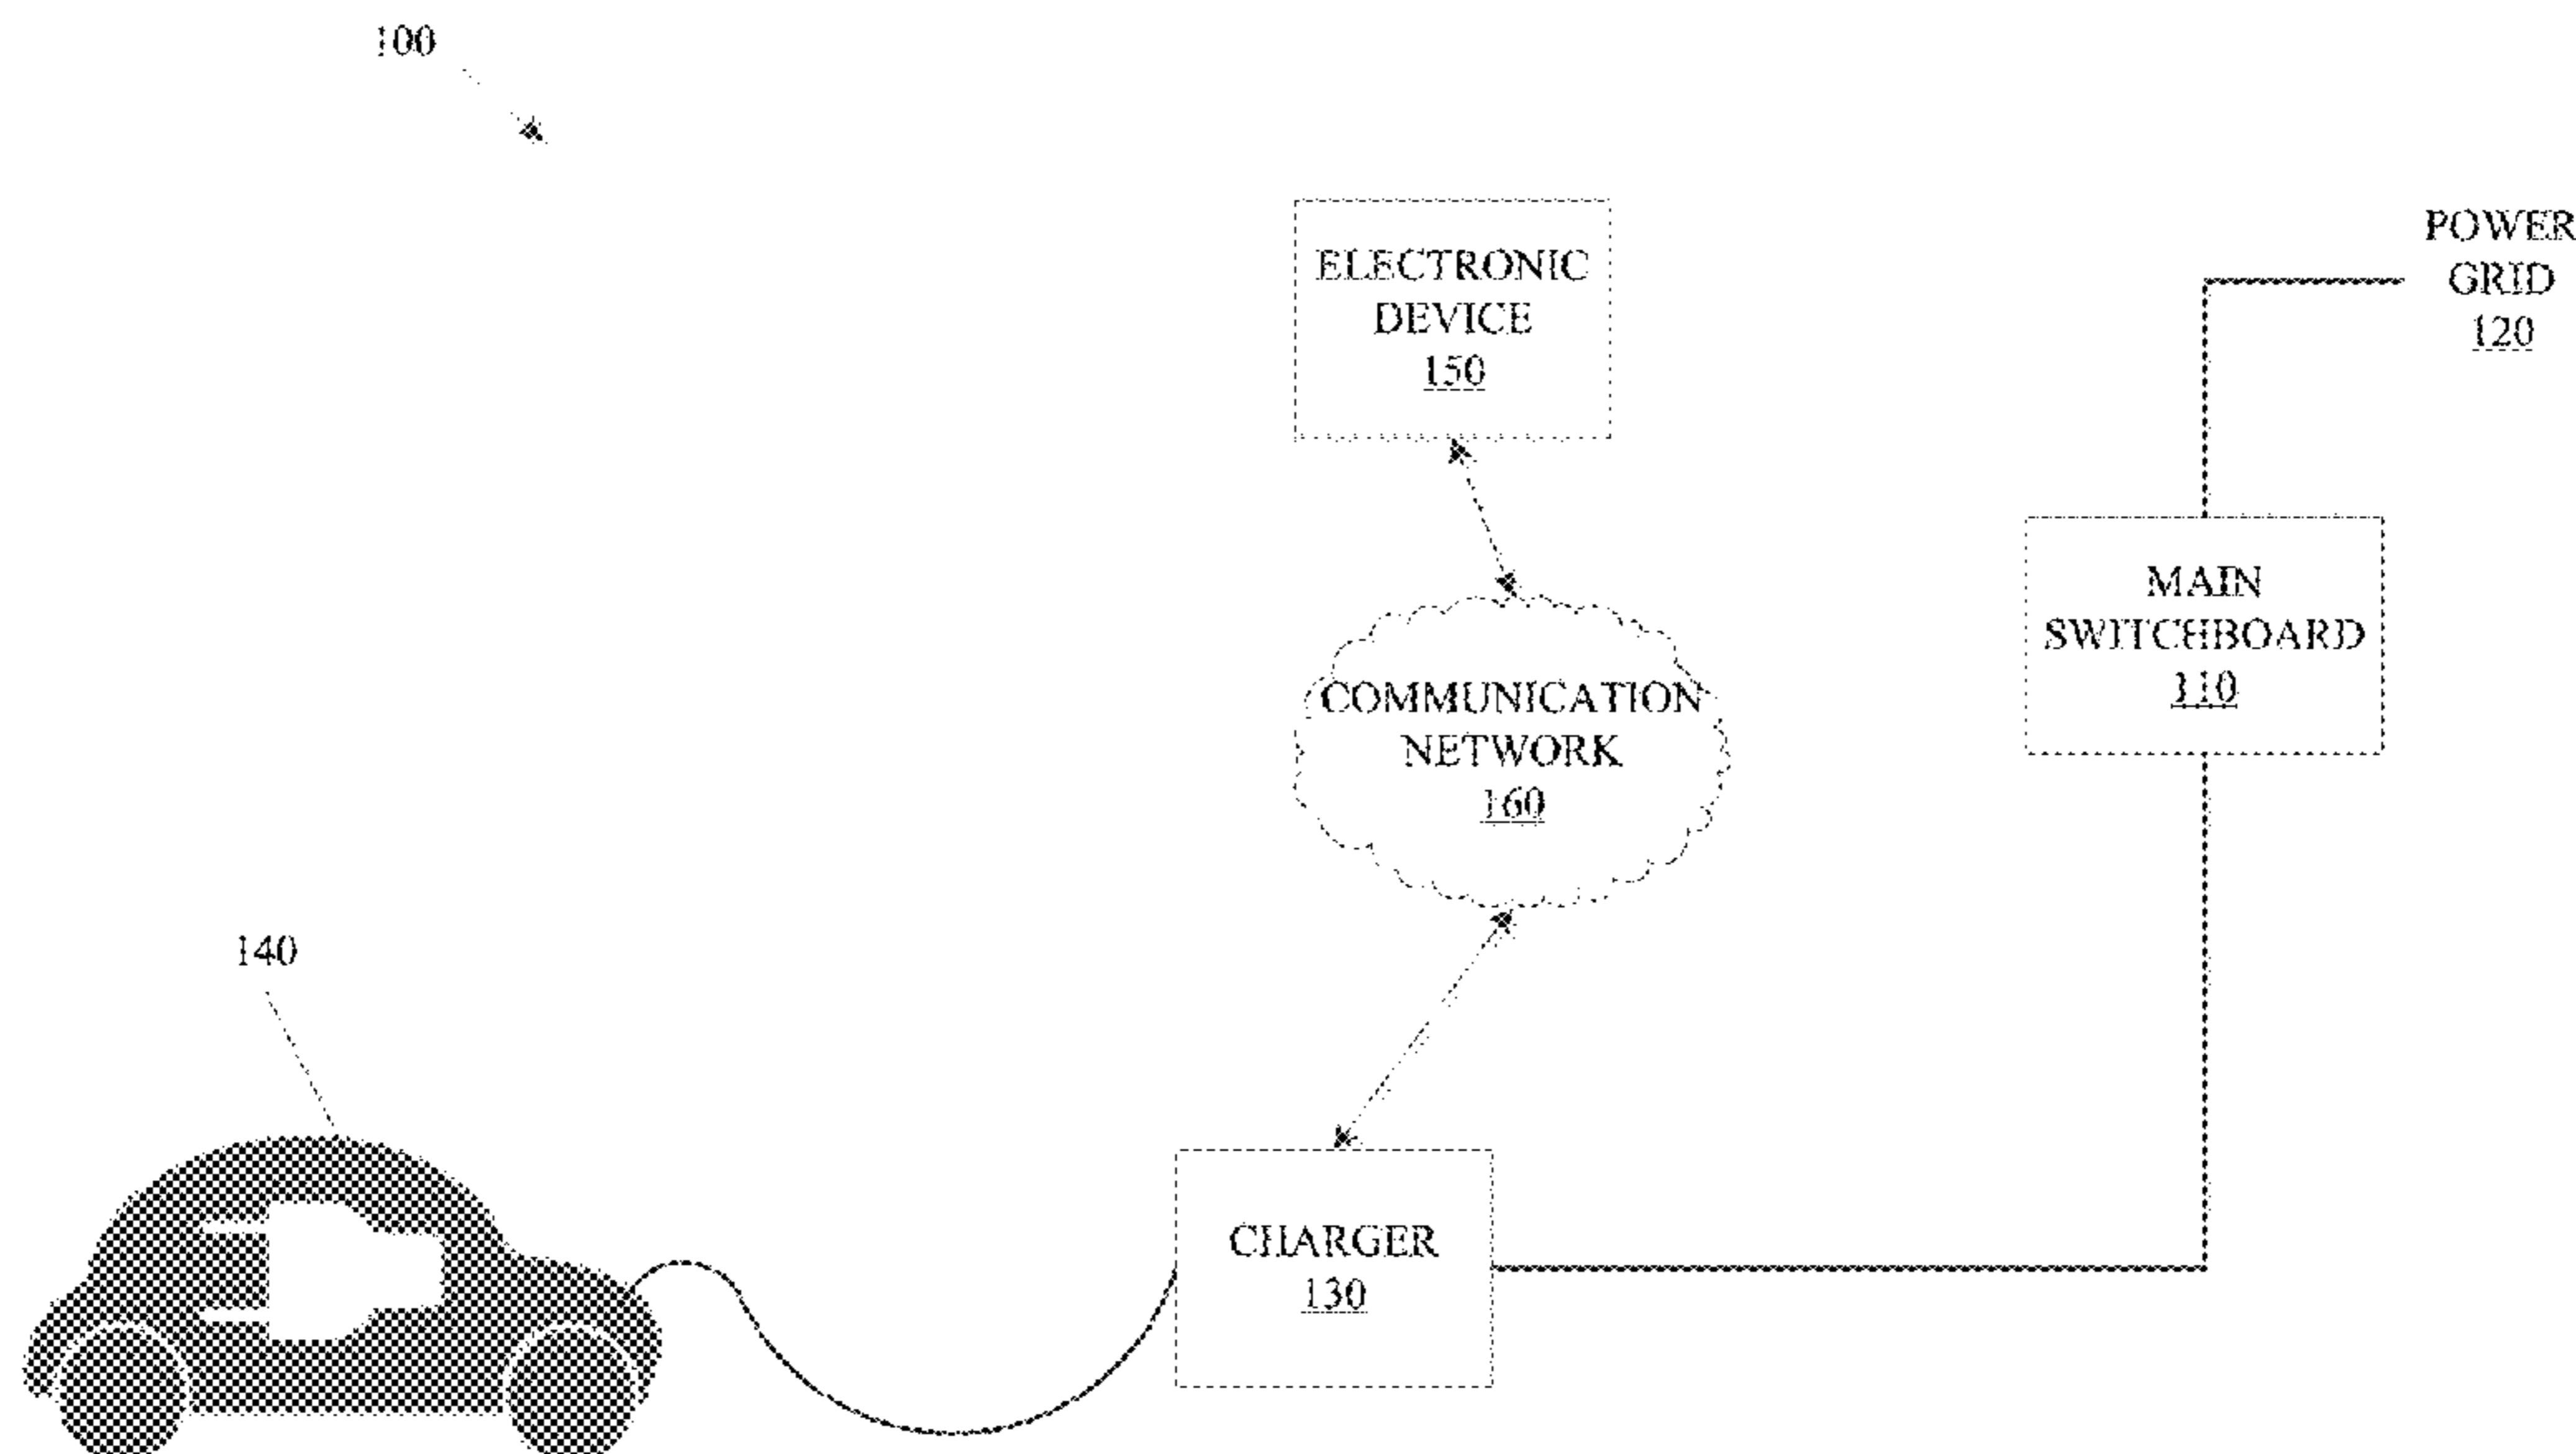 100
ELECTRONIC
DEVICE
150
POWER
GRID
120
MAIN
SWITCHBOARD
110
COMMUNICATION
NETWORK
160
140
CHARGER
130